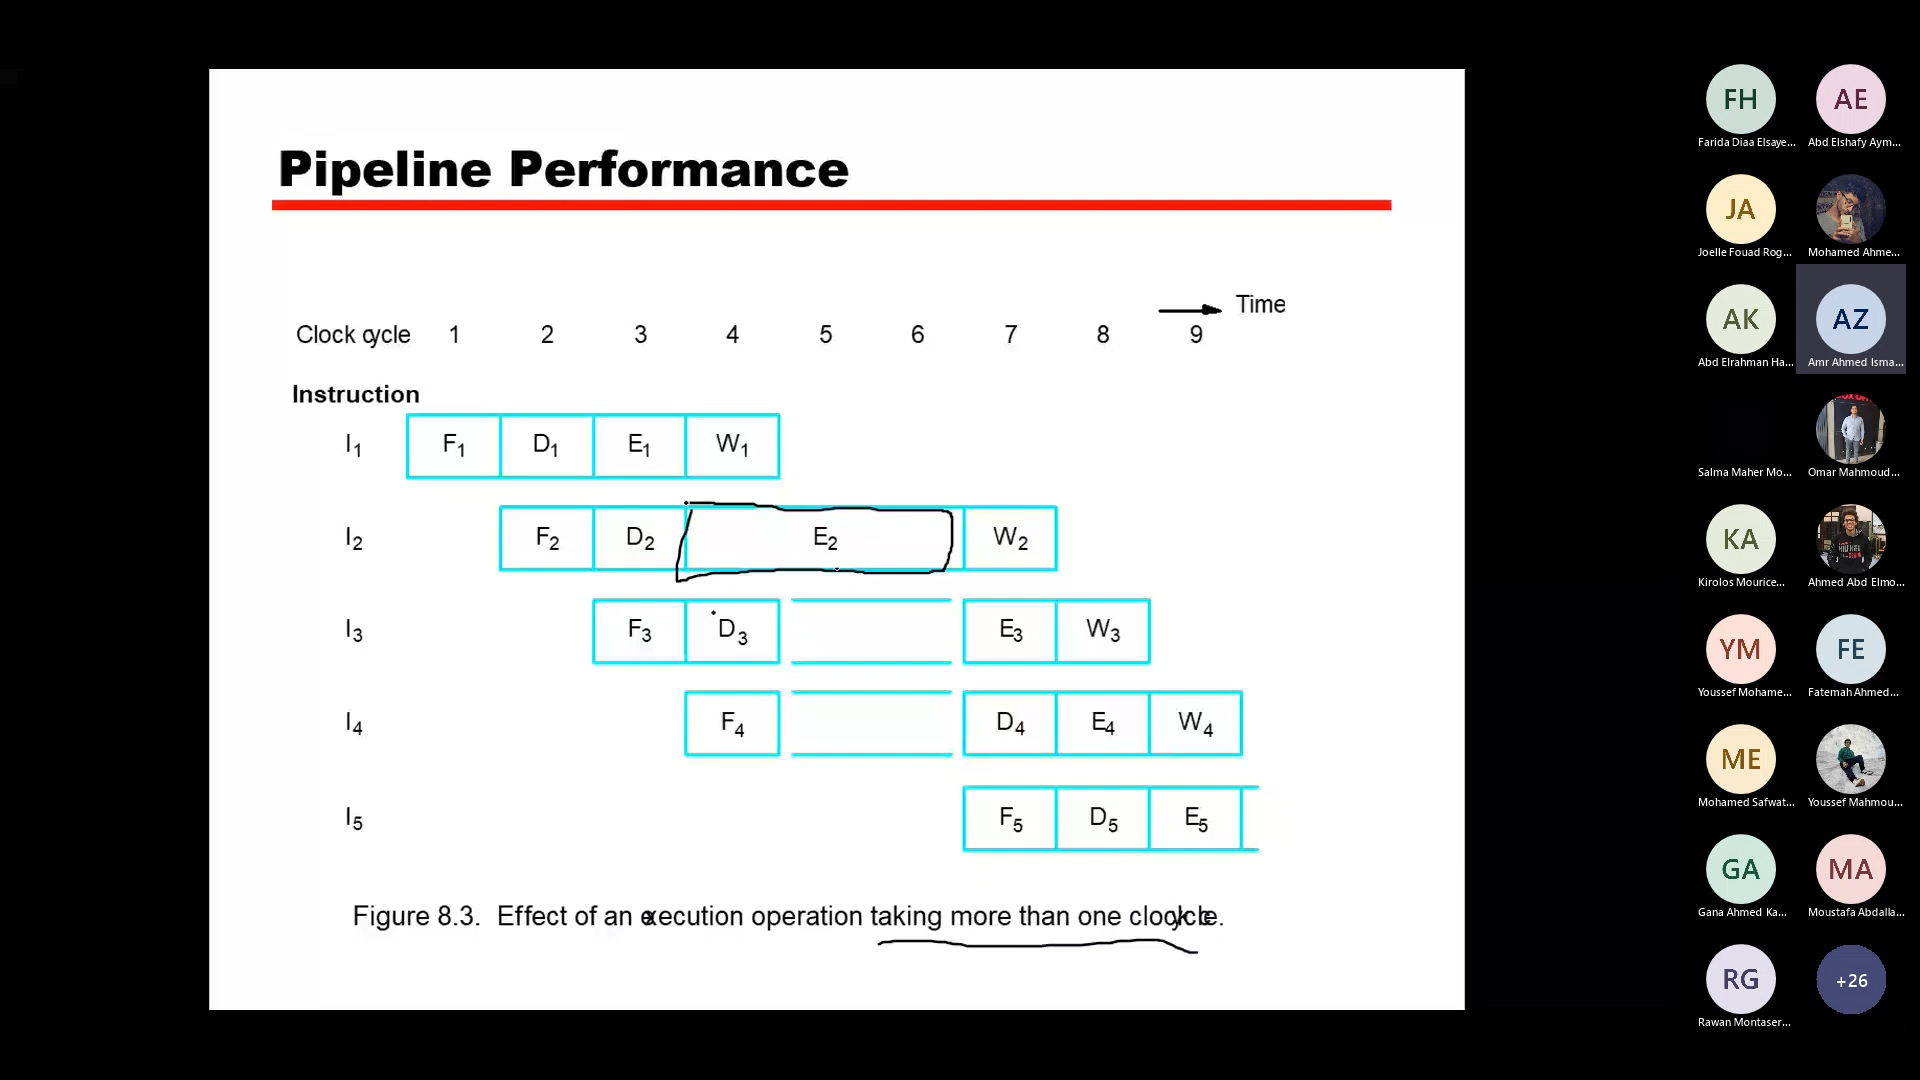 Pipeline Performance
Time
Clock cycle 1 2 3 4 5 6 7 8 9
Instruction
I1 F1 D1 E1 W1
I2 F2 D2 E2 W2
I3 F3 D3 E3 W3
I4 F4 D4 E4 W4
I5 F5 D5 E5
Figure 8.3. Effect of an execution operation taking more than one clock cycle.
FH AE
Farida Diaa Elsaye... Abd Elshafy Aym...
JA
Joelle Fouad Rog... Mohamed Ahme...
AK AZ
Abd Elrahman Ha... Amr Ahmed Isma...
Salma Maher Mo... Omar Mahmoud...
KA
Kirolos Mourice... Ahmed Abd Elmo...
YM FE
Youssef Mohame... Fatemah Ahmed...
ME
Mohamed Safwat... Youssef Mahmou...
GA MA
Gana Ahmed Ka... Moustafa Abdalla...
RG +26
Rawan Montaser...